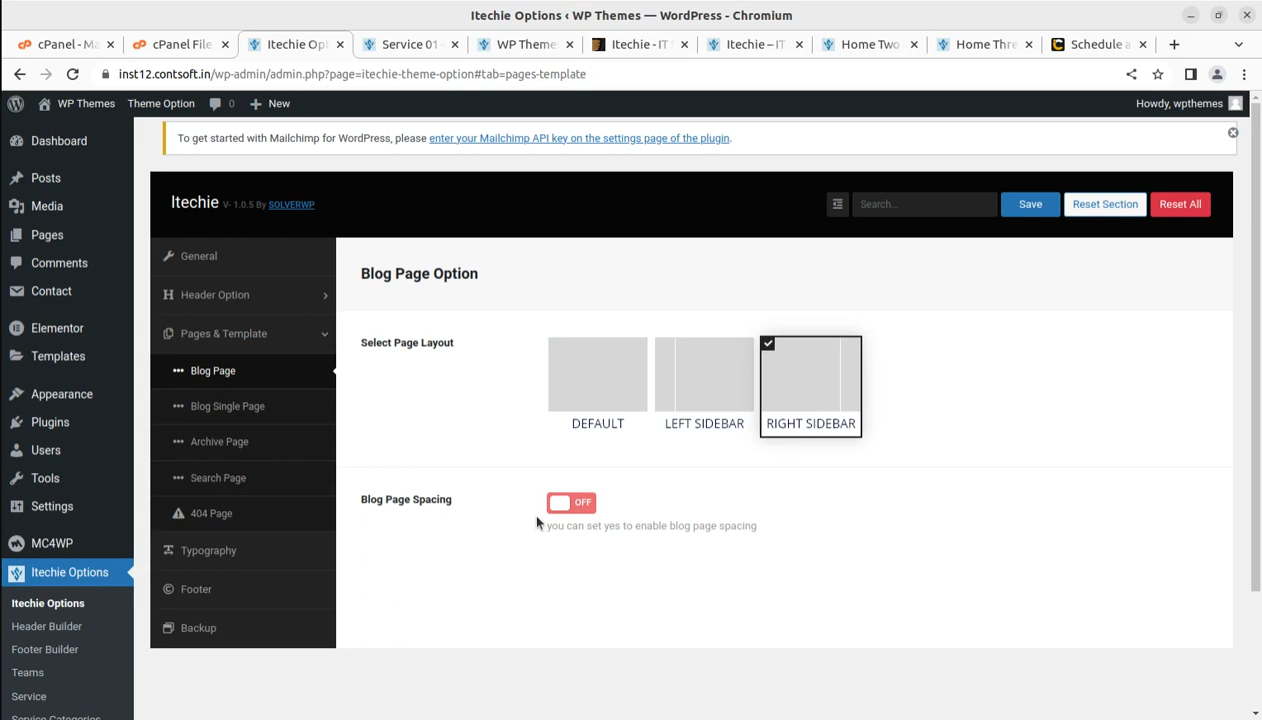 Itechie Options ‹ WP Themes — WordPress - Chromium
cPanel - Ma
cPanel File
Itechie Opt
Service 01 -
WP Theme
Itechie - IT S
Itechie – IT
Home Two
Home Thre
Schedule a
inst12.contsoft.in/wp-admin/admin.php?page=itechie-theme-option#tab=pages-template
WP Themes
Theme Option
0
New
Howdy, wpthemes
Dashboard
Posts
Media
Pages
Comments
Contact
Elementor
Templates
Appearance
Plugins
Users
Tools
Settings
MC4WP
Itechie Options
Itechie Options
Header Builder
Footer Builder
Teams
Service
Service Categories
To get started with Mailchimp for WordPress, please enter your Mailchimp API key on the settings page of the plugin.
Itechie V- 1.0.5 By SOLVERWP
Search...
Save
Reset Section
Reset All
General
Header Option
Pages & Template
Blog Page
Blog Single Page
Archive Page
Search Page
404 Page
Typography
Footer
Backup
Blog Page Option
Select Page Layout
DEFAULT
LEFT SIDEBAR
RIGHT SIDEBAR
Blog Page Spacing
OFF
you can set yes to enable blog page spacing